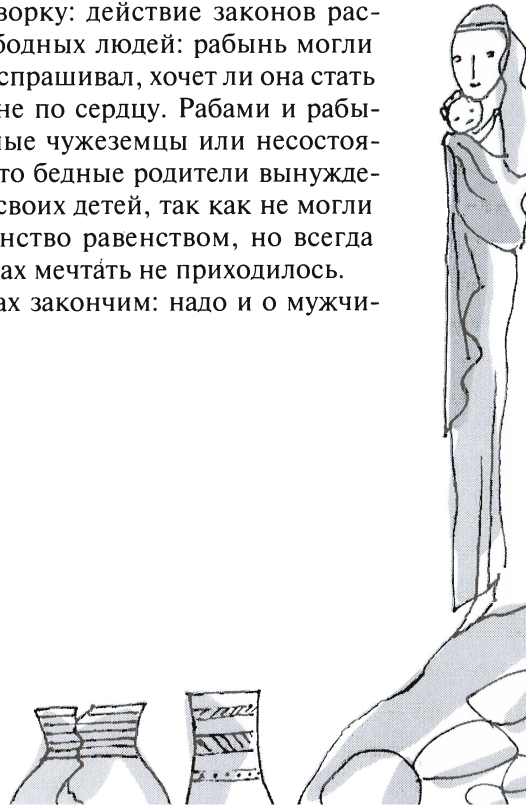 ворку: действие законов рас-
бодных людей: рабынь могли
спрашивал, хочет ли она стать
не по сердцу. Рабами и рабы-
ные чужеземцы или несостоя-
то бедные родители вынужде-
своих детей, так как не могли
нство равенством, но всегда
ах мечтать не приходилось.
ах закончим: надо и о мужчи-